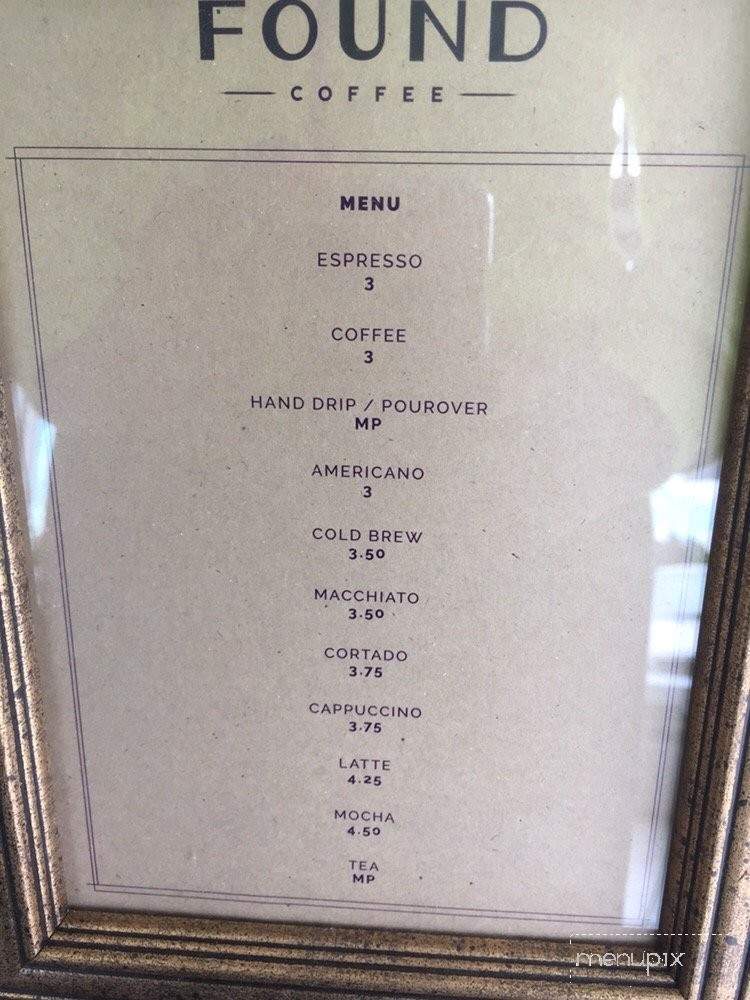 FOUND
COFFEE
MENU
ESPRESSO
3
COFFEE
3
HAND DRIP / POUROVER
MP
AMERICANO
3
COLD BREW
3.50
MACCHIATO
3.50
CORTADO
3.75
CAPPUCCINO
3.75
LATTE
4.25
MOCHA
4.50
TEA
MP
menupix